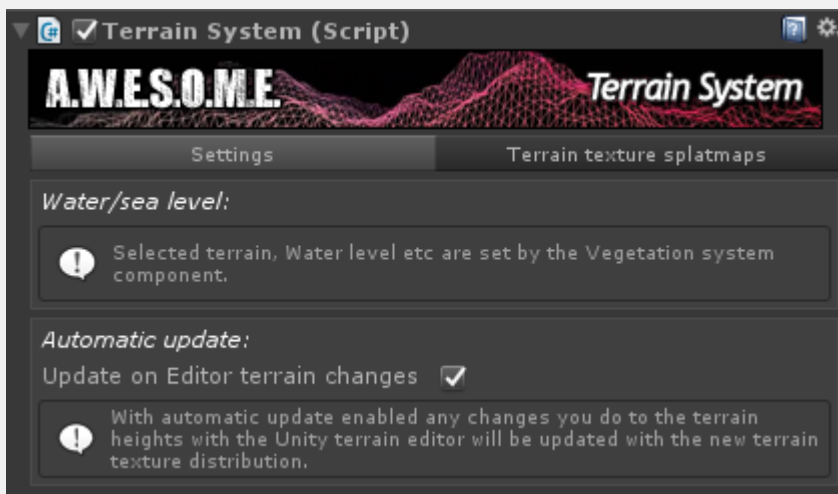 Terrain System (Script)
A.W.E.S.O.M.E. Terrain System
Settings
Terrain texture splatmaps
Water/sea level:
Selected terrain, Water level etc are set by the Vegetation system
component.
Automatic update:
Update on Editor terrain changes
With automatic update enabled any changes you do to the terrain
heights with the Unity terrain editor will be updated with the new terrain
texture distribution.